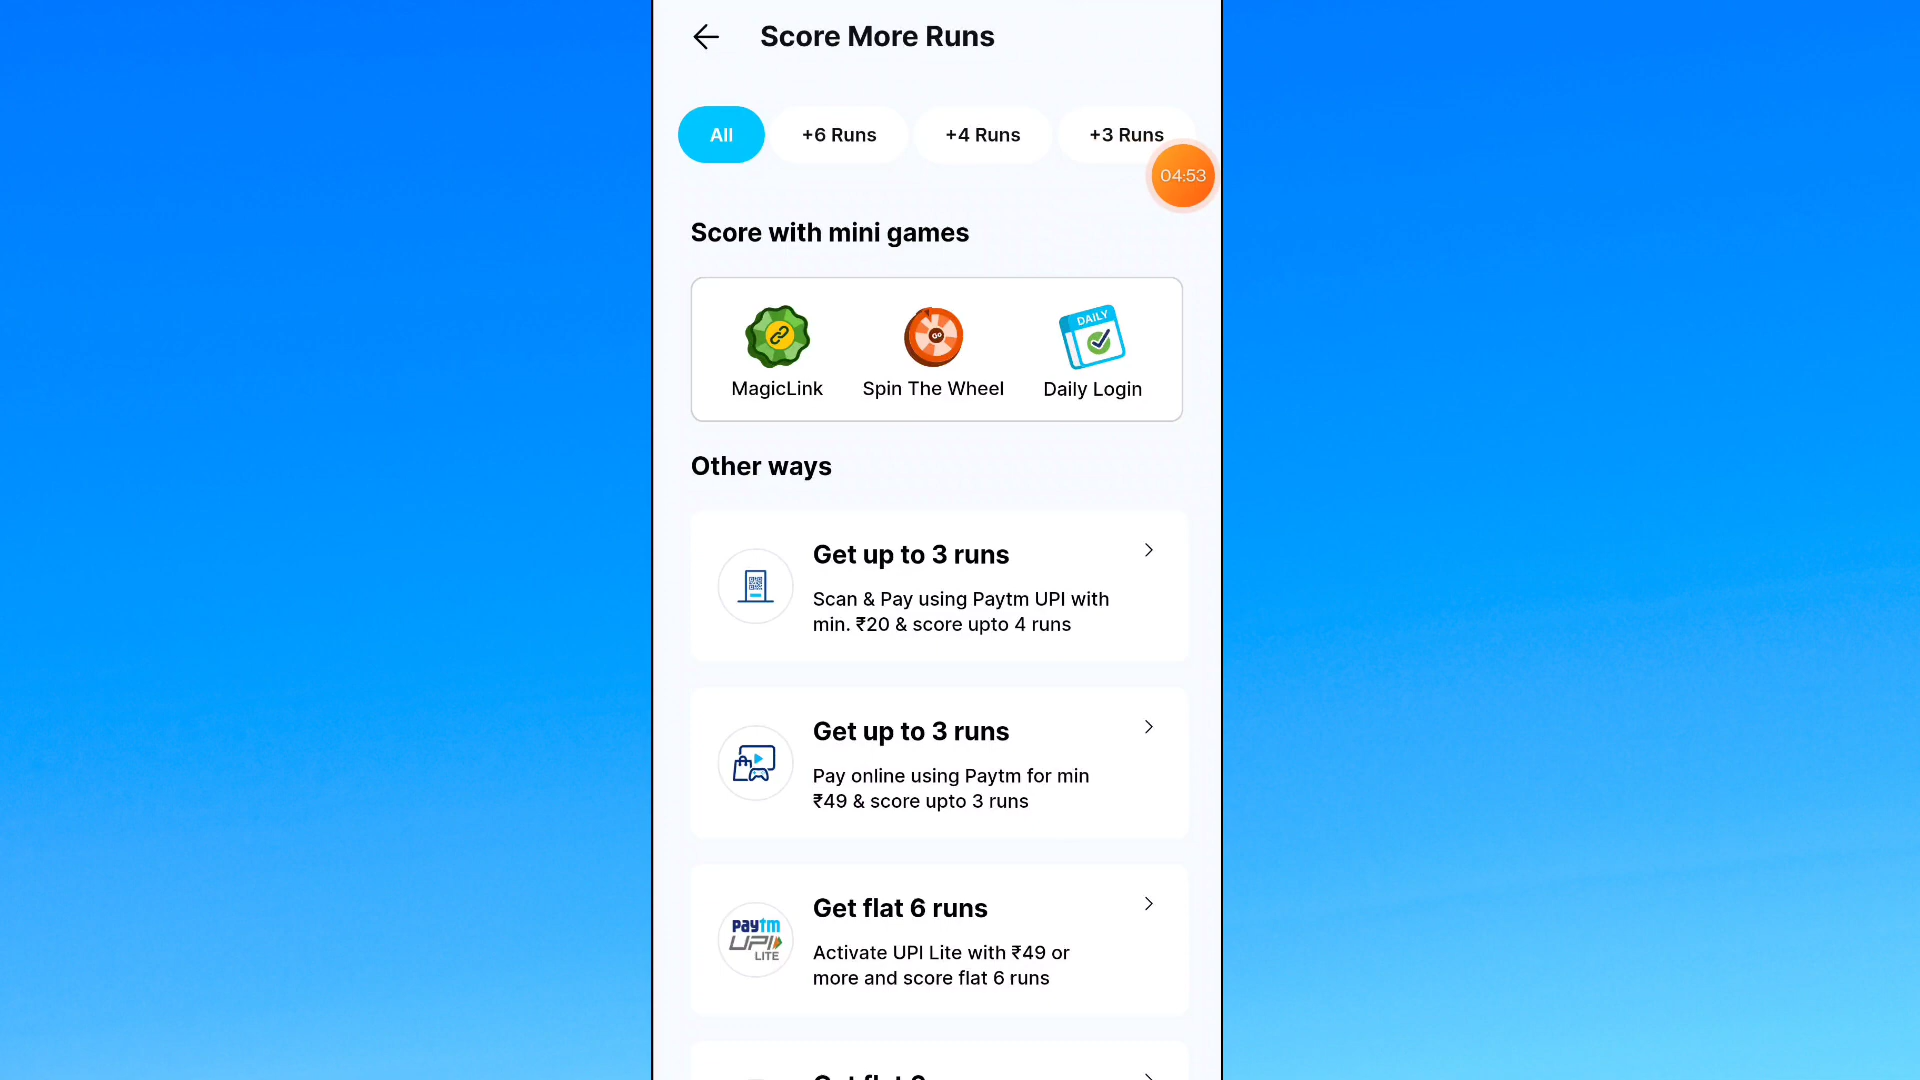 Score More Runs
All
+6 Runs
+4 Runs
+3 Runs
04:53
Score with mini games
DAILY
GO
MagicLink
Spin The Wheel
Daily Login
Other ways
Get up to 3 runs
Scan & Pay using Paytm UPI with
min. ₹20 & score upto 4 runs
Get up to 3 runs
Pay online using Paytm for min
₹49 & score upto 3 runs
Get flat 6 runs
paytm
UPI
LITE
Activate UPI Lite with ₹49 or
more and score flat 6 runs